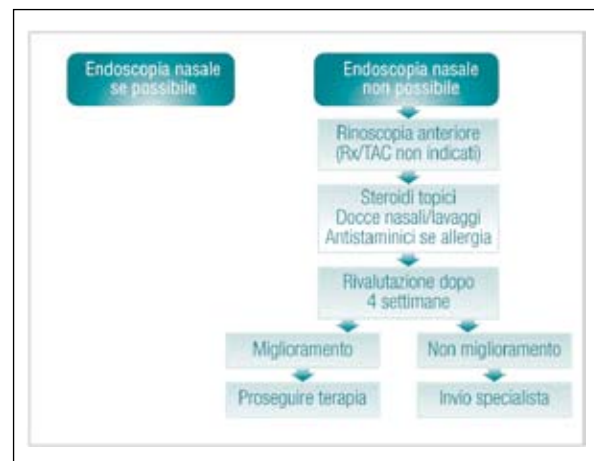 Endoscopia nasale
se possibile
Endoscopia nasale
non possibile
Rinoscopia anteriore
(Rx/TAC non indicati)
Steroidi topici
Docce nasali/lavaggi
Antistaminici se allergia
Rivalutazione dopo
4 settimane
Miglioramento
Non miglioramento
Proseguire terapia
Invio specialista